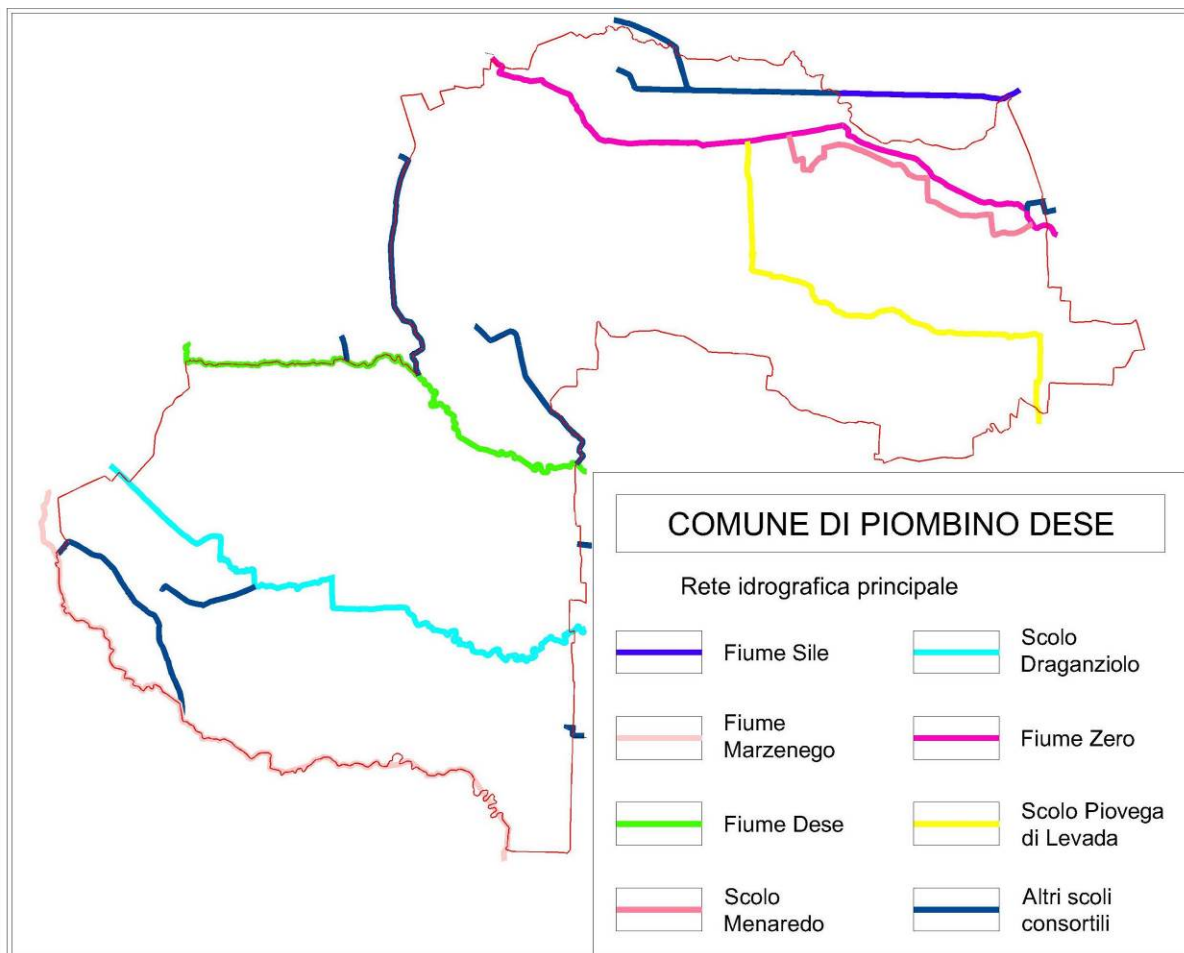 COMUNE DI PIOMBINO DESE
Rete idrografica principale
Fiume Sile
Fiume
Marzenego
Fiume Dese
Scolo
Menaredo
Scolo
Draganziolo
Fiume Zero
Scolo Piovega
di Levada
Altri scoli
consortili